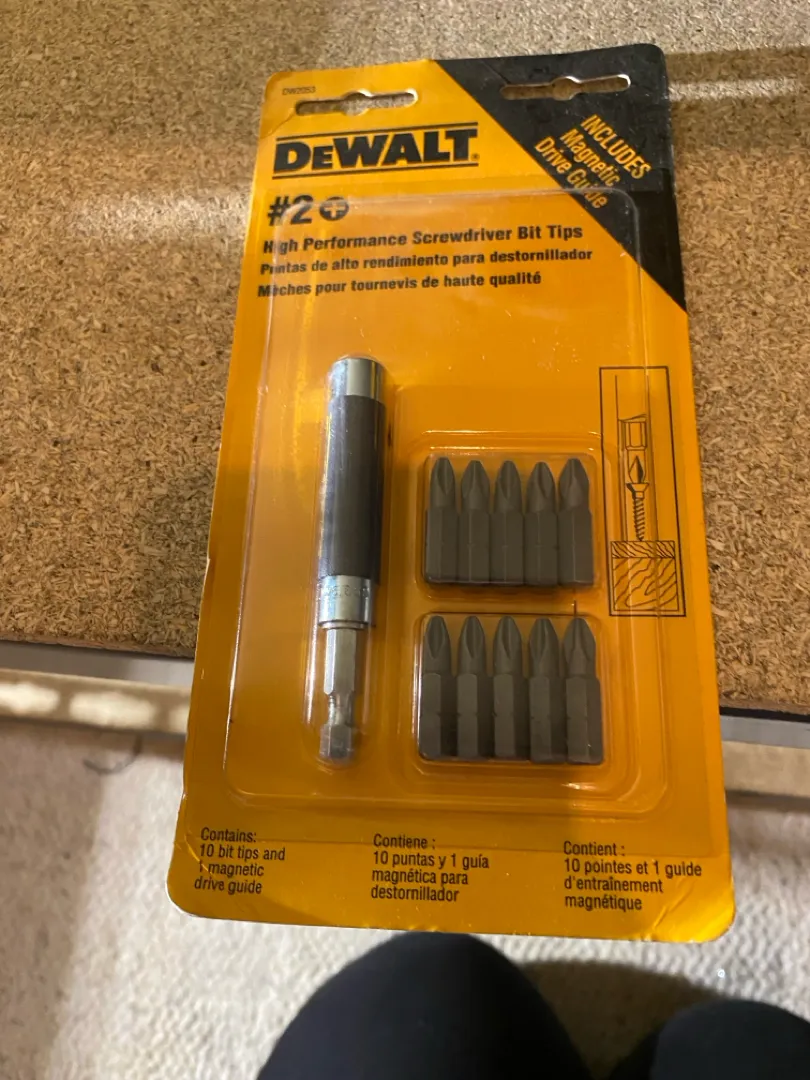 DW2053
DEWALT®
INCLUDES
Magnetic
Drive Guide
#2
High Performance Screwdriver Bit Tips
Puntas de alto rendimiento para destornillador
Mèches pour tournevis de haute qualité
Contains:
10 bit tips and
1 magnetic
drive guide
Contiene :
10 puntas y 1 guía
magnética para
destornillador
Contient :
10 pointes et 1 guide
d'entraînement
magnétique